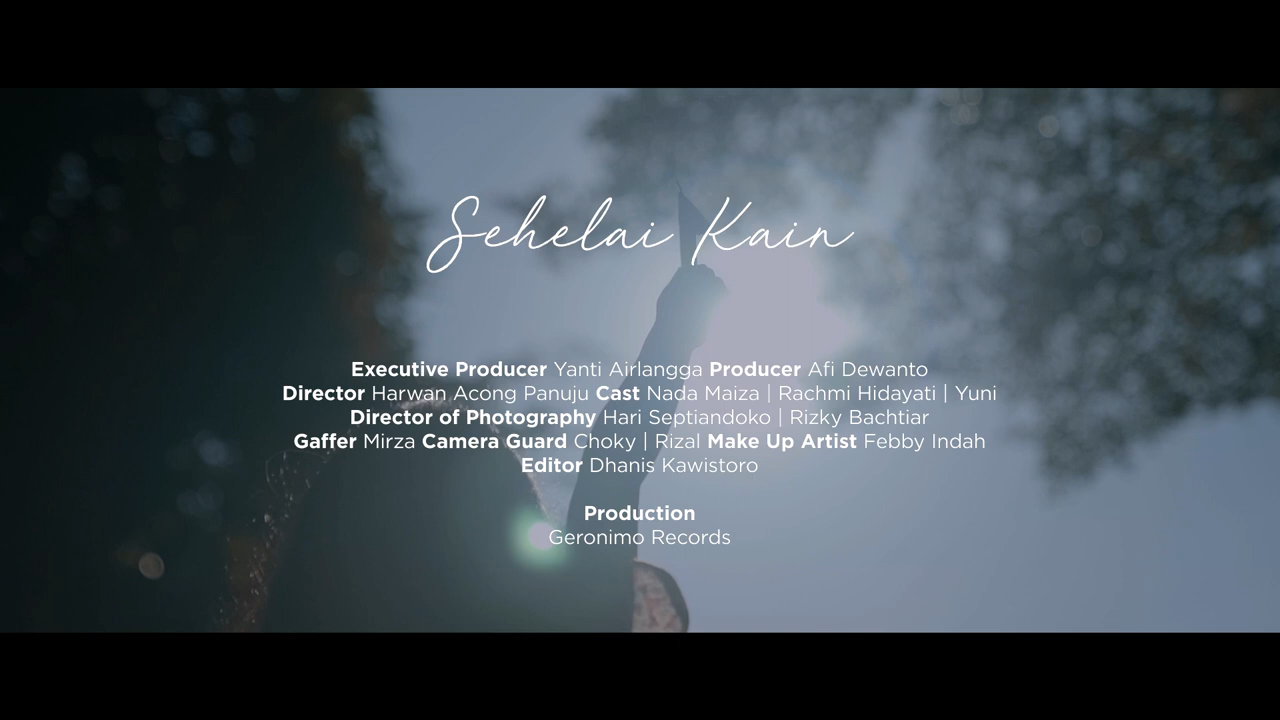 Sehelai Kain
Executive Producer Yanti Airlangga Producer Afi Dewanto
Director Harwan Acong Panuju Cast Nada Maiza | Rachmi Hidayati | Yuni
Director of Photography Hari Septiandoko | Rizky Bachtiar
Gaffer Mirza Camera Guard Choky | Rizal Make Up Artist Febby Indah
Editor Dhanis Kawistoro
Production
Geronimo Records